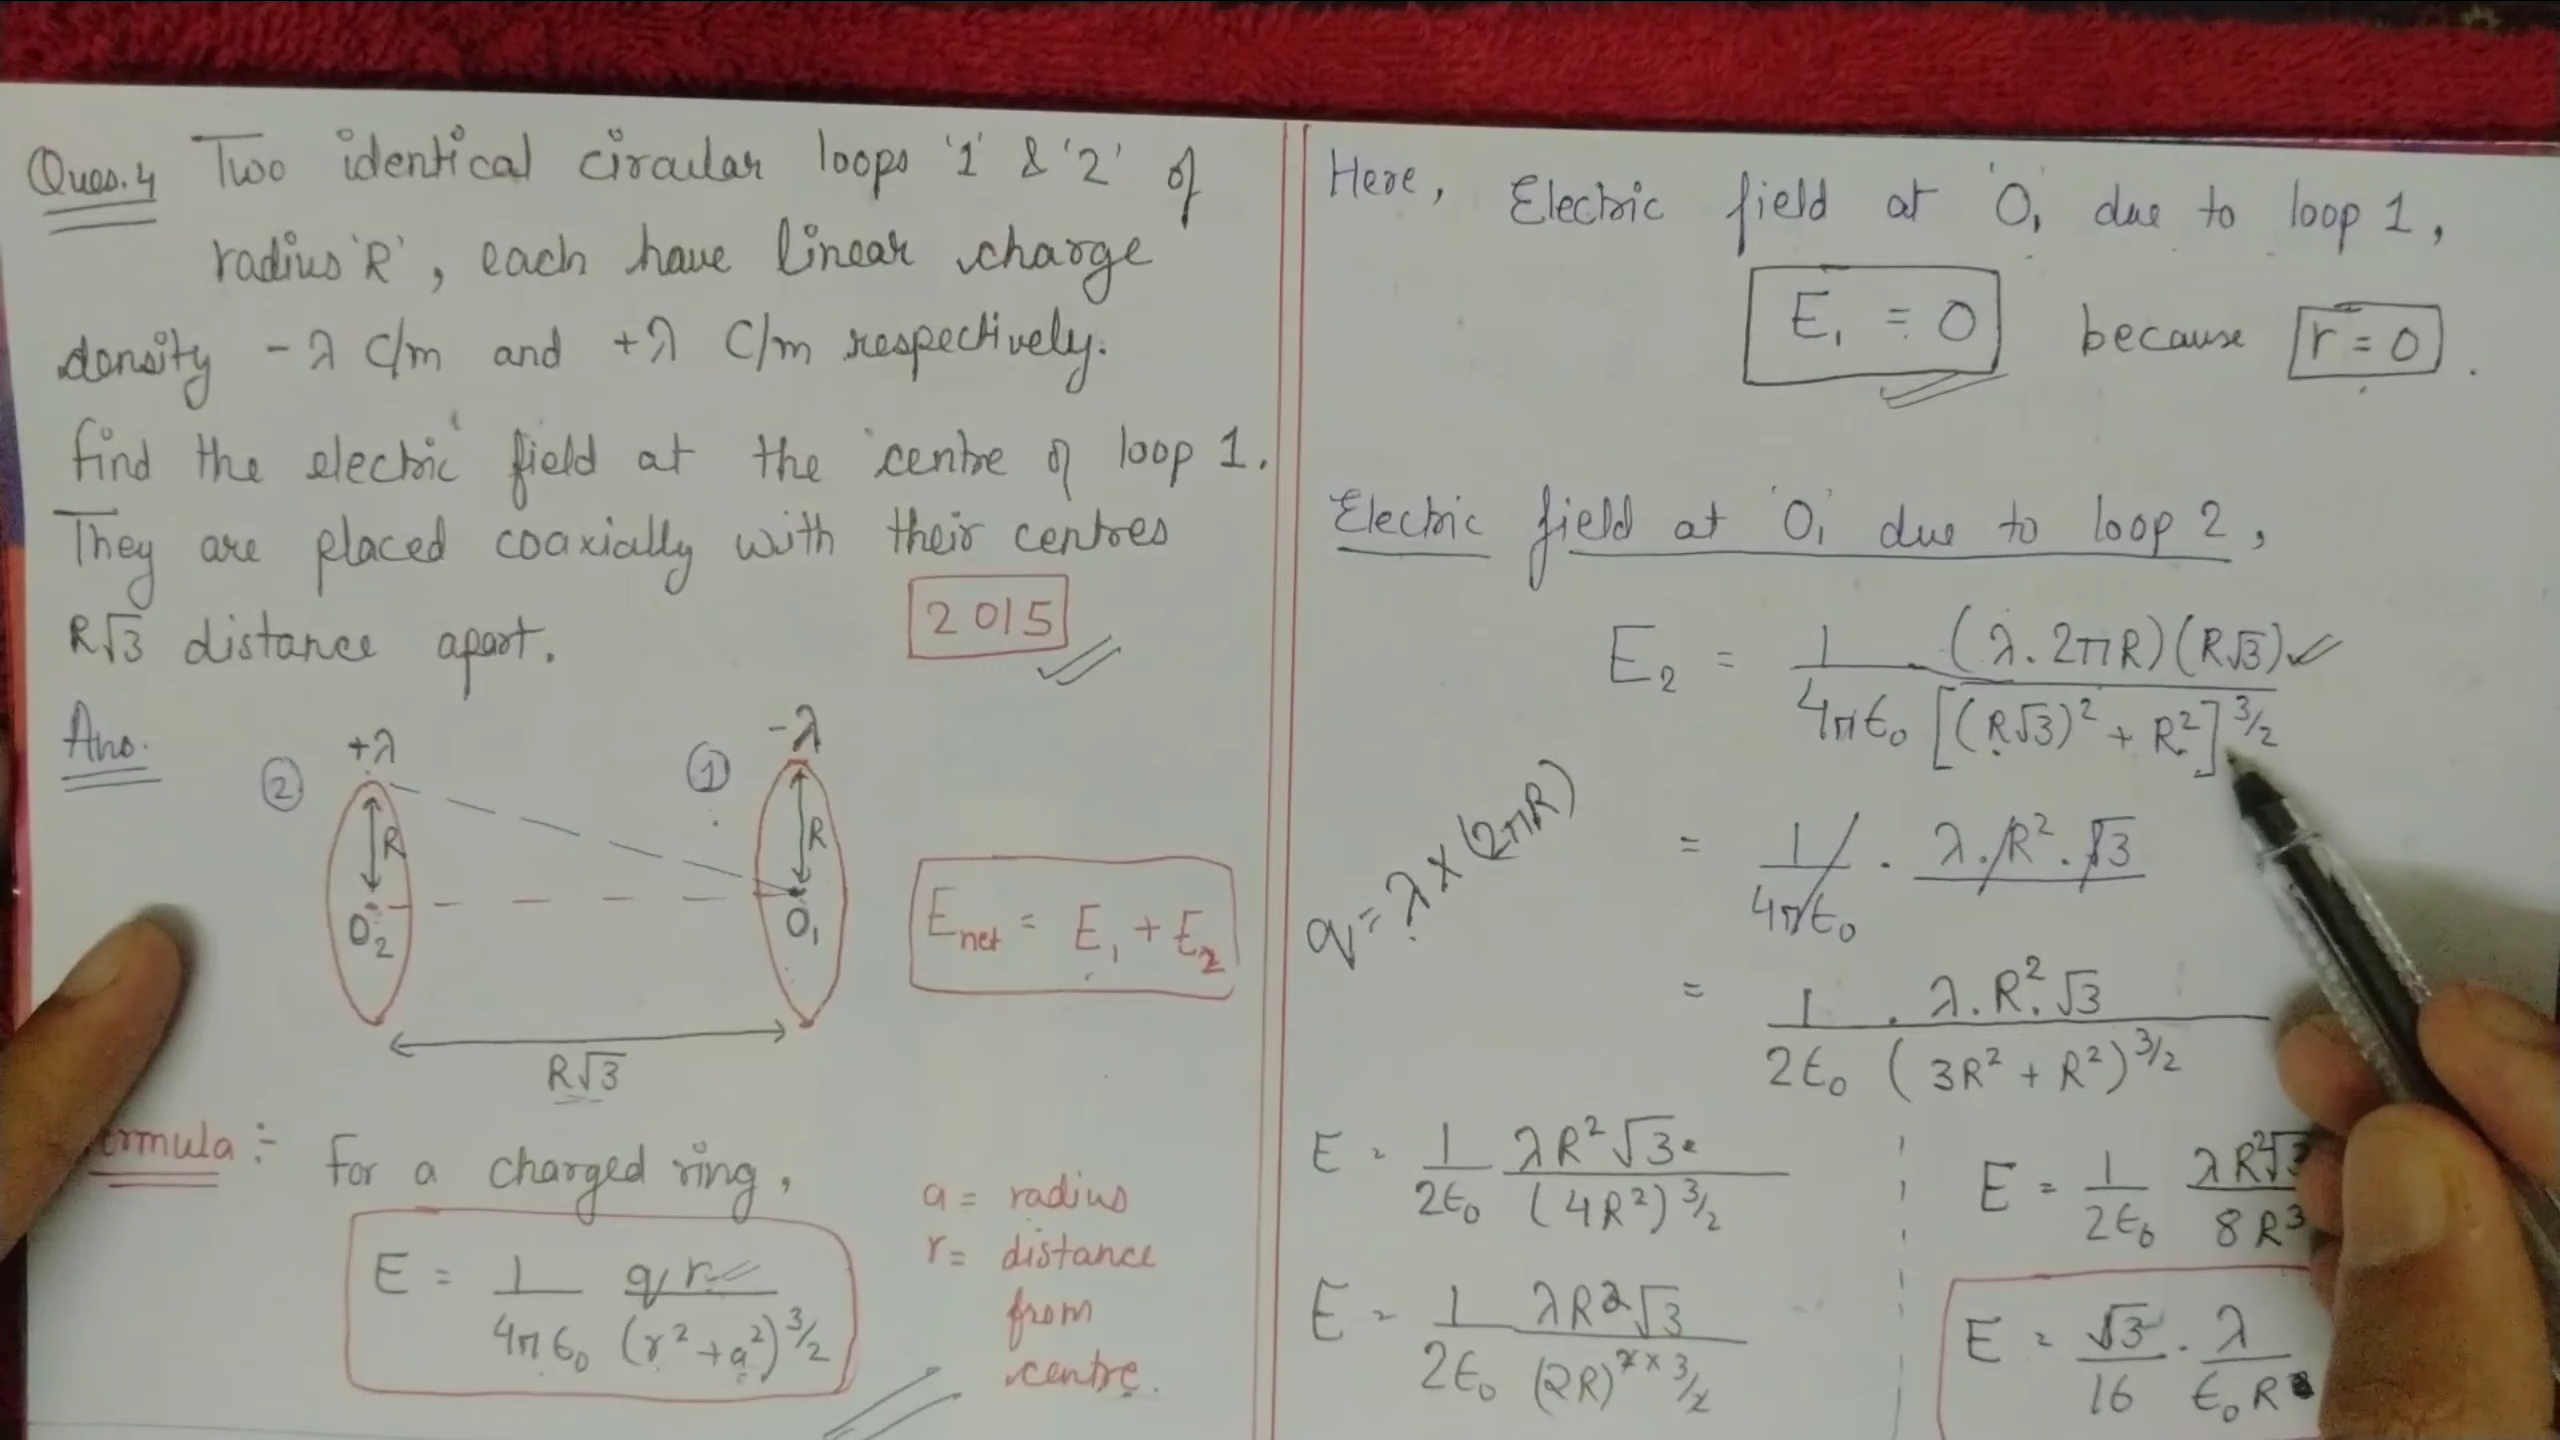 Ques.4 Two identical circular loops '1' & '2' of
radius 'R', each have linear charge
density -λ C/m and +λ C/m respectively.
find the electric field at the centre of loop 1.
They are placed coaxially with their centres
R√3 distance apart.
2015
Ans.
+λ
-λ
②
①
R
R
O₂
O₁
R√3
E_net = E₁ + E₂
ormula :-
For a charged ring,
E = 1/4πε₀ qr/(r² + a²)^3/2
a = radius
r = distance
from
centre.
Here, Electric field at 'O₁' due to loop 1,
E₁ = 0 because r = 0.
Electric field at 'O₁' due to loop 2,
E₂ = 1/4πε₀ (λ.2πR)(R√3)/[(R√3)² + R²]^3/2
q = λ × (2πR)
= 1/4πε₀ . λ.R².√3
= 1/2ε₀ . λ.R².√3/(3R² + R²)^3/2
E = 1/2ε₀ λR²√3/(4R²)^3/2
E = 1/2ε₀ λR²√3/(2R)^2×3/2
E = 1/2ε₀ λR²√3/8R³
E = √3/16 . λ/ε₀R